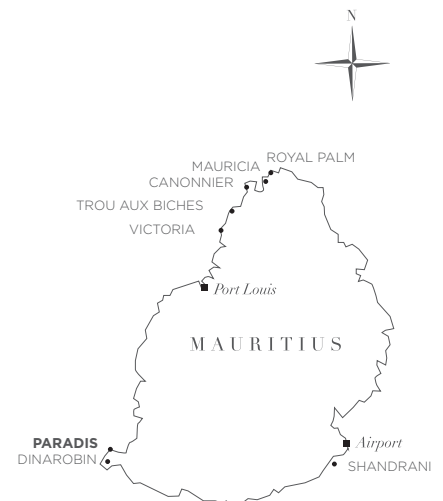 N
ROYAL PALM
MAURICIA
CANONNIER
TROU AUX BICHES
VICTORIA
Port Louis
MAURITIUS
PARADIS
Airport
DINAROBIN
SHANDRANI